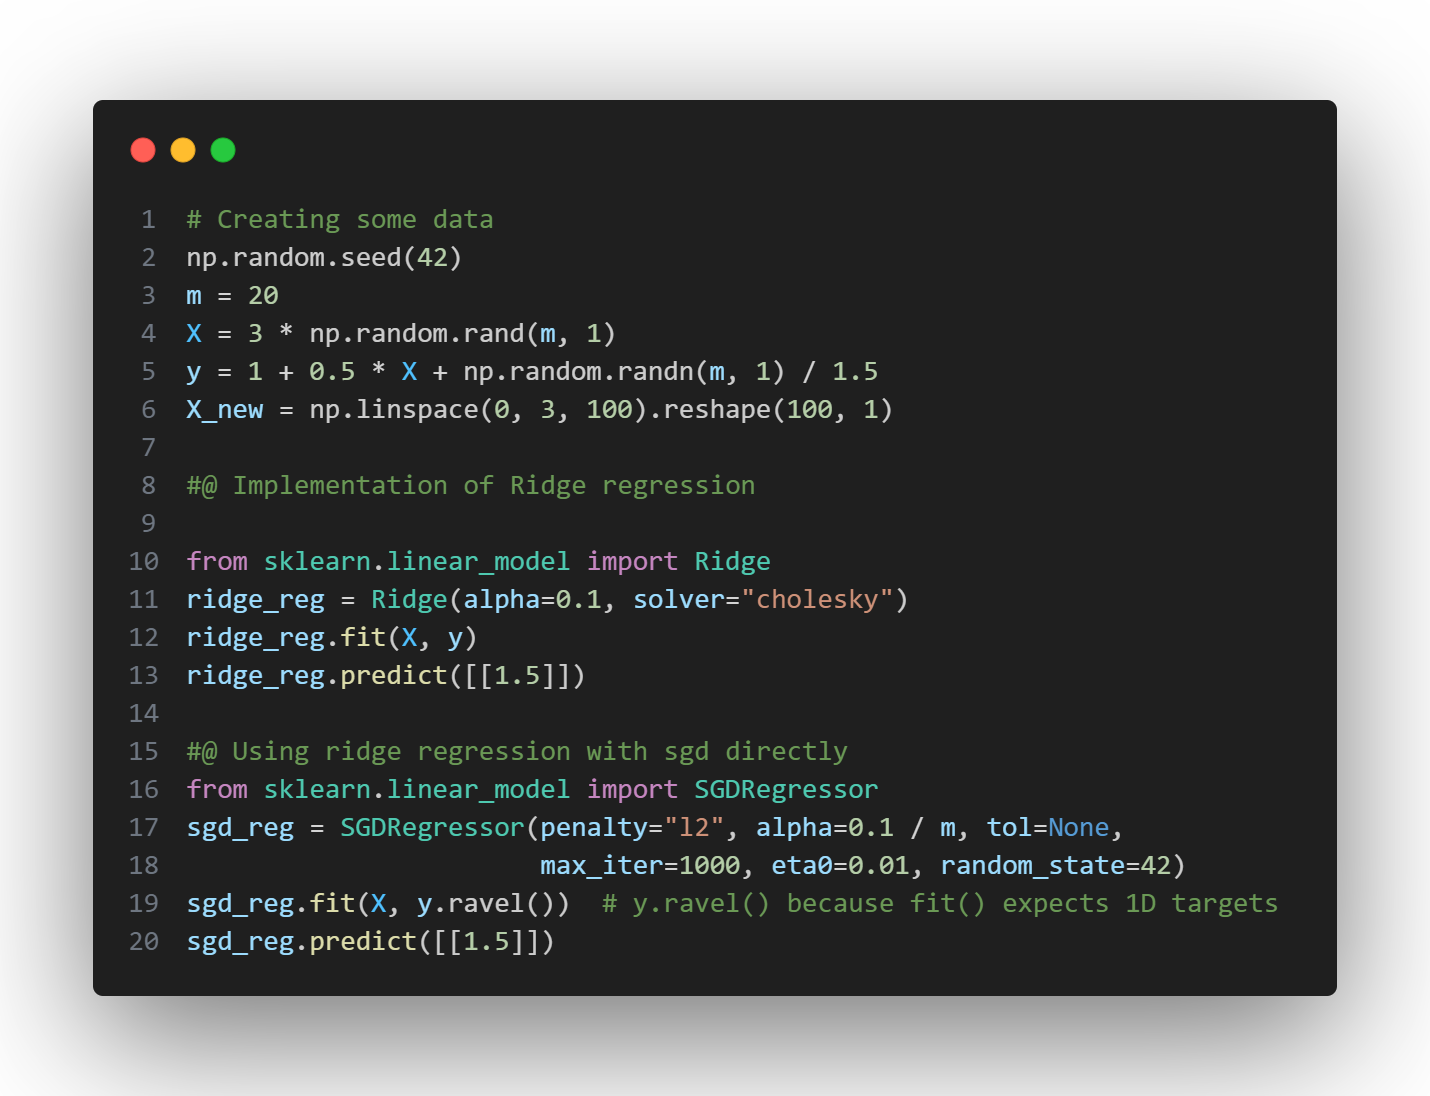 1 # Creating some data
2 np.random.seed(42)
3 m = 20
4 X = 3 * np.random.rand(m, 1)
5 y = 1 + 0.5 * X + np.random.randn(m, 1) / 1.5
6 X_new = np.linspace(0, 3, 100).reshape(100, 1)
7
8 #@ Implementation of Ridge regression
9
10 from sklearn.linear_model import Ridge
11 ridge_reg = Ridge(alpha=0.1, solver="cholesky")
12 ridge_reg.fit(X, y)
13 ridge_reg.predict([[1.5]])
14
15 #@ Using ridge regression with sgd directly
16 from sklearn.linear_model import SGDRegressor
17 sgd_reg = SGDRegressor(penalty="l2", alpha=0.1 / m, tol=None,
18                        max_iter=1000, eta0=0.01, random_state=42)
19 sgd_reg.fit(X, y.ravel())  # y.ravel() because fit() expects 1D targets
20 sgd_reg.predict([[1.5]])